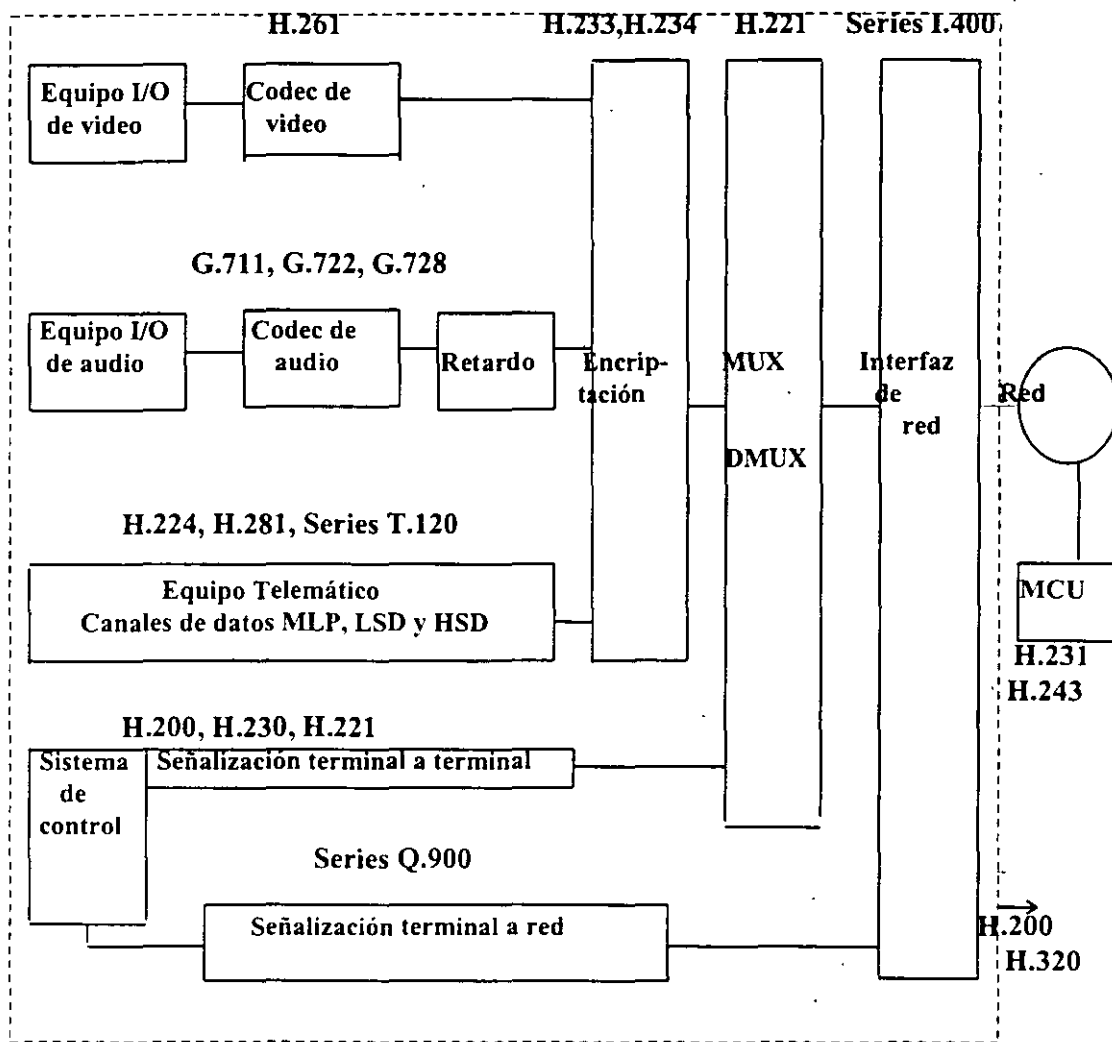 H.261
H.233,H.234
H.221
Series I.400
Equipo I/O
de video
Codec de
video
G.711, G.722, G.728
Equipo I/O
de audio
Codec de
audio
Retardo
Encrip-
tación
MUX
DMUX
Interfaz
de
red
Red
H.224, H.281, Series T.120
Equipo Telemático
Canales de datos MLP, LSD y HSD
MCU
H.231
H.243
H.200, H.230, H.221
Sistema
de
control
Señalización terminal a terminal
Series Q.900
Señalización terminal a red
H.200
H.320